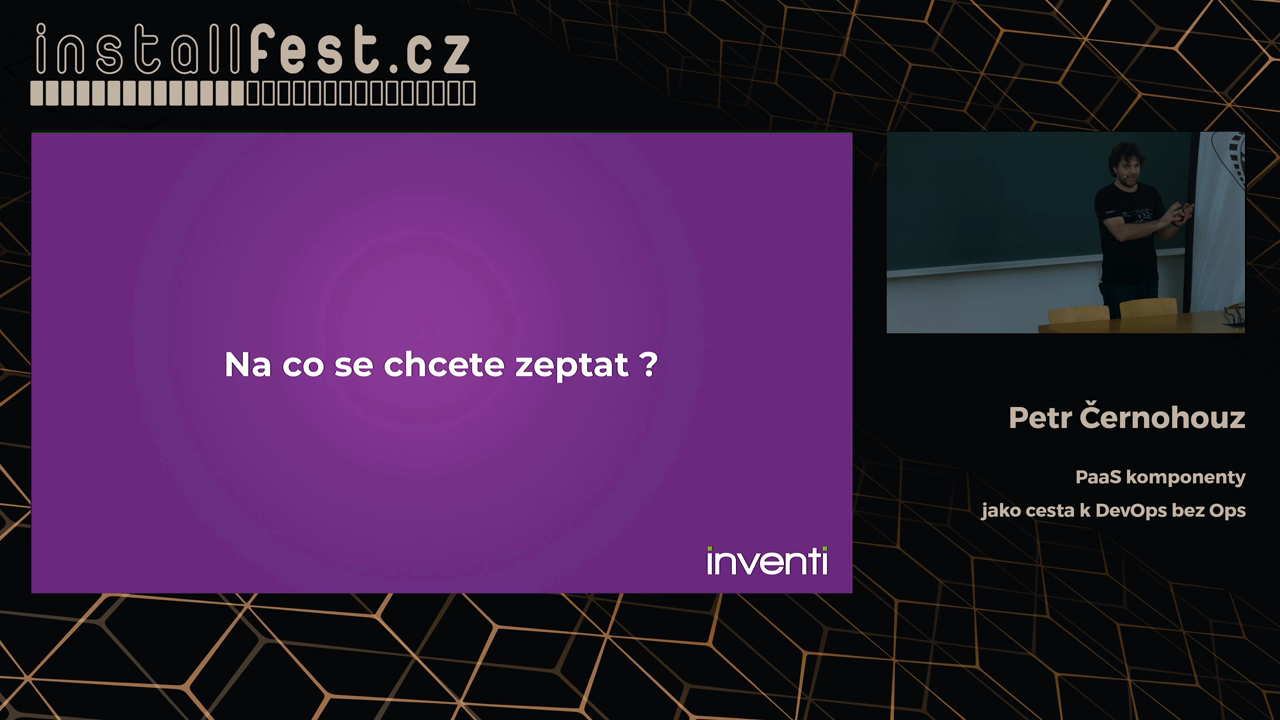 installfest.cz
Na co se chcete zeptat ?
inventi
Petr Černohouz
PaaS komponenty
jako cesta k DevOps bez Ops